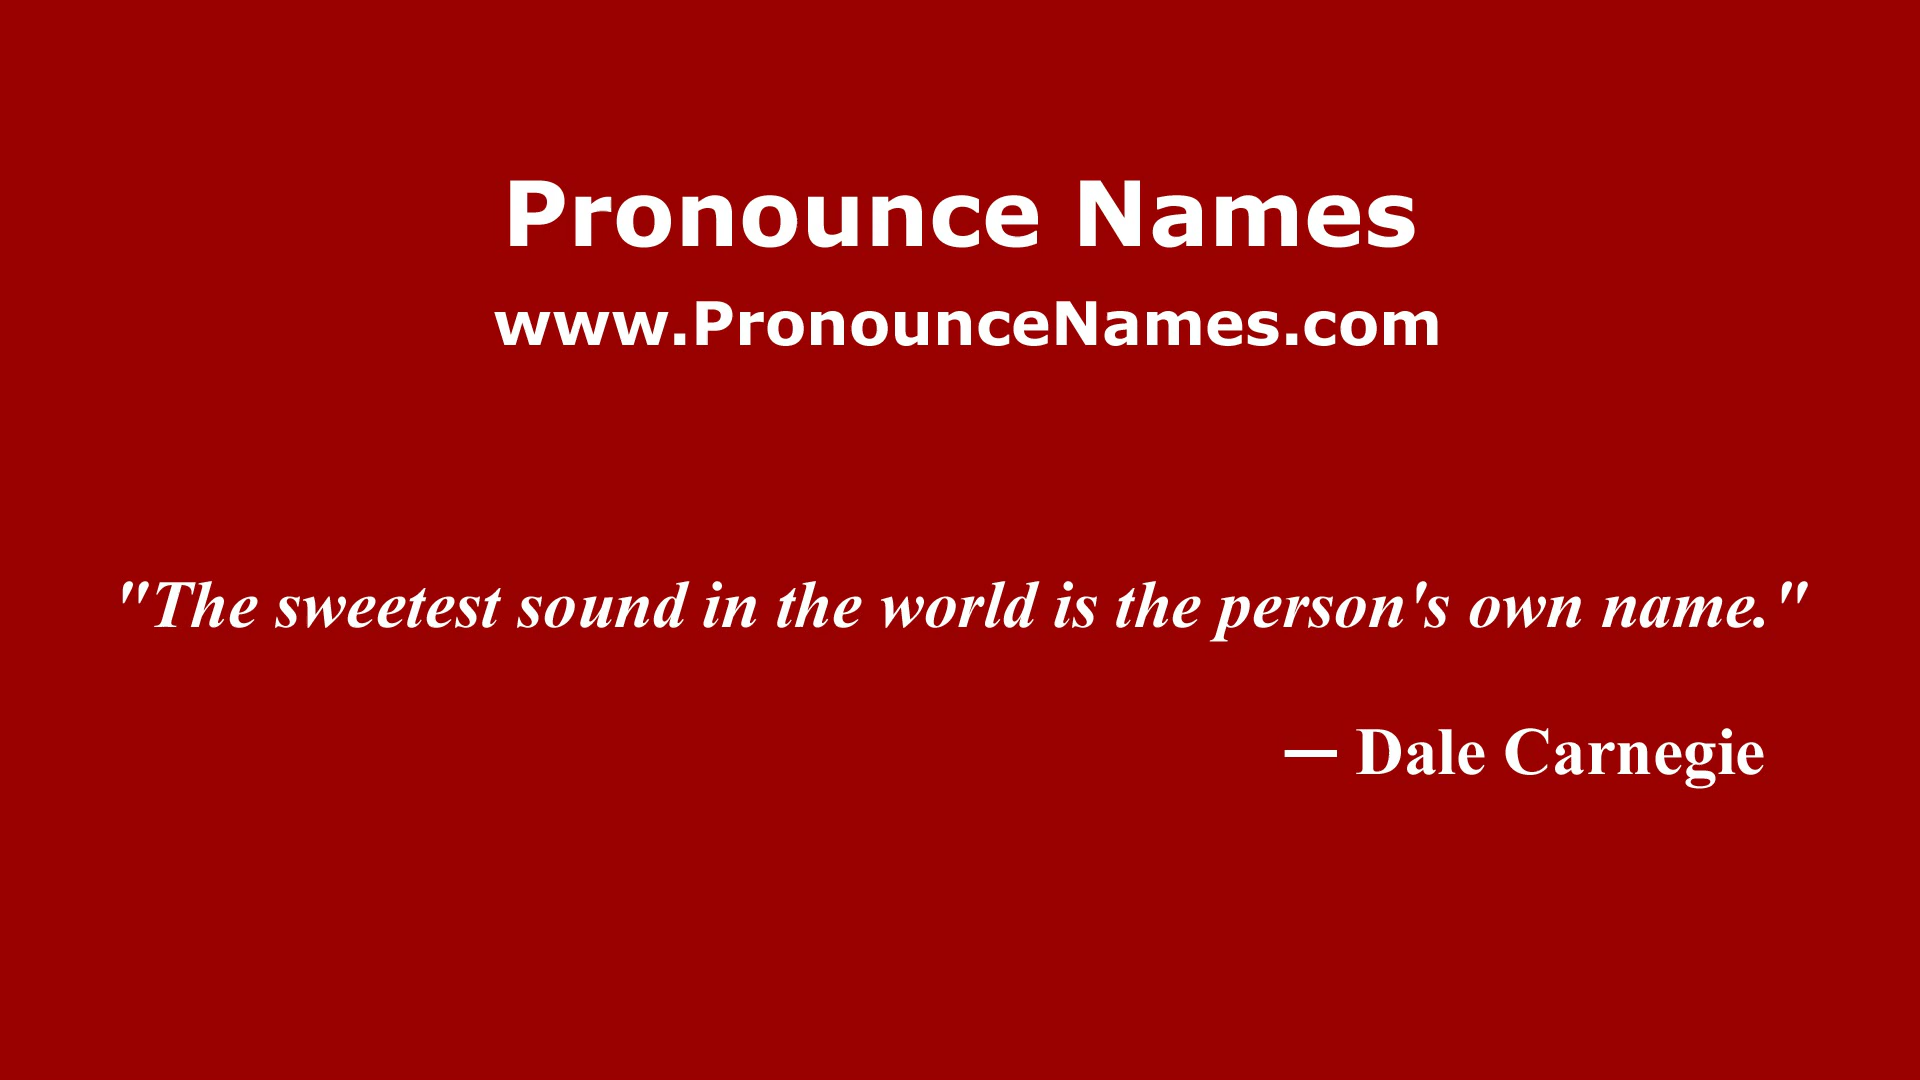 Pronounce Names
www.PronounceNames.com
"The sweetest sound in the world is the person's own name."
— Dale Carnegie